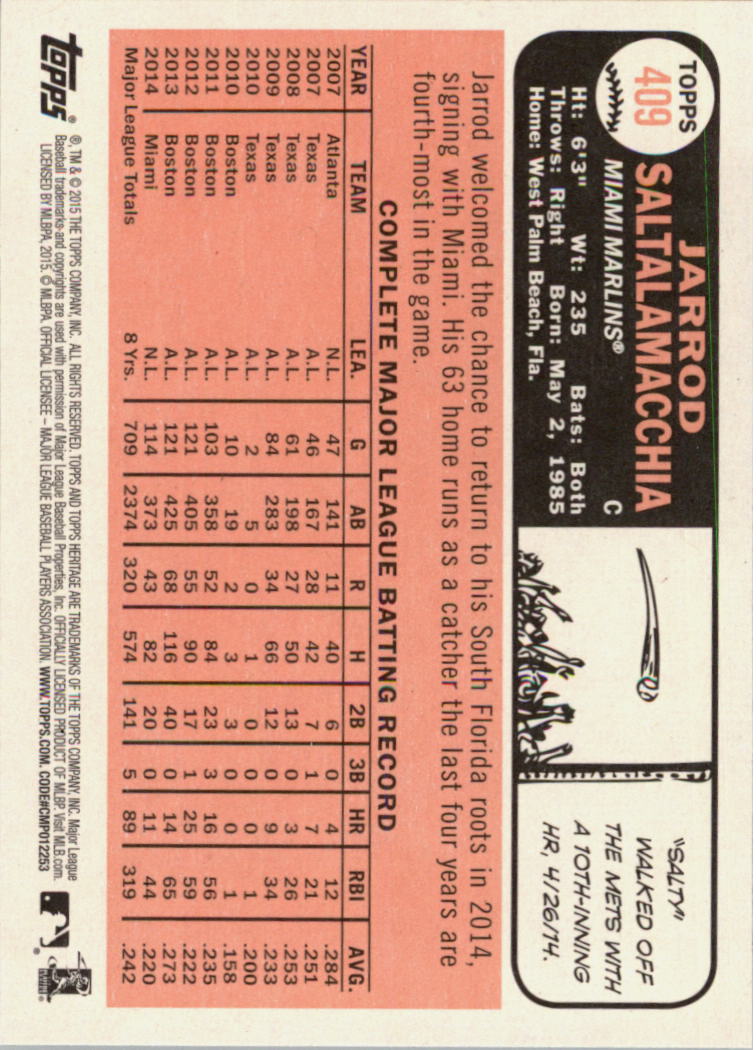 TOPPS
409
JARROD
SALTALAMACCHIA
MIAMI MARLINS® C
Ht: 6'3" Wt: 235 Bats: Both
Throws: Right Born: May 2, 1985
Home: West Palm Beach, Fla.
"SALTY"
WALKED OFF
THE METS WITH
A 10TH-INNING
HR, 4/26/14.
Jarrod welcomed the chance to return to his South Florida roots in 2014,
signing with Miami. His 63 home runs as a catcher the last four years are
fourth-most in the game.
COMPLETE MAJOR LEAGUE BATTING RECORD
YEAR TEAM LEA. G AB R H 2B 3B HR RBI AVG.
2007 Atlanta N.L. 47 141 11 40 6 0 4 12 .284
2007 Texas A.L. 46 167 28 42 7 1 7 21 .251
2008 Texas A.L. 61 198 27 50 13 0 3 26 .253
2009 Texas A.L. 84 283 34 66 12 0 9 34 .233
2010 Texas A.L. 2 5 0 1 0 0 0 1 .200
2010 Boston A.L. 10 19 2 3 3 0 0 1 .158
2011 Boston A.L. 103 358 52 84 23 3 16 56 .235
2012 Boston A.L. 121 405 55 90 17 1 25 59 .222
2013 Boston A.L. 121 425 68 116 40 0 14 65 .273
2014 Miami N.L. 114 373 43 82 20 0 11 44 .220
Major League Totals 8 Yrs. 709 2374 320 574 141 5 89 319 .242
topps®
®, TM & © 2015 THE TOPPS COMPANY, INC. ALL RIGHTS RESERVED. TOPPS AND TOPPS HERITAGE ARE TRADEMARKS OF THE TOPPS COMPANY, INC. Major League
Baseball trademarks and copyrights are used with permission of Major League Baseball Properties, Inc. OFFICIALLY LICENSED PRODUCT OF MLBP. Visit MLB.com.
LICENSED BY MLBPA, 2015. © MLBPA. OFFICIAL LICENSEE – MAJOR LEAGUE BASEBALL PLAYERS ASSOCIATION. WWW.TOPPS.COM. CODE#CMP012253